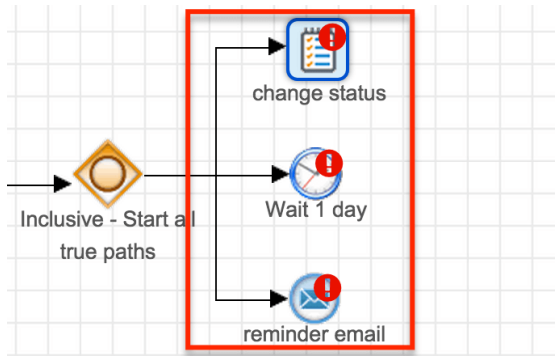 change status
Inclusive - Start all
true paths
Wait 1 day
reminder email